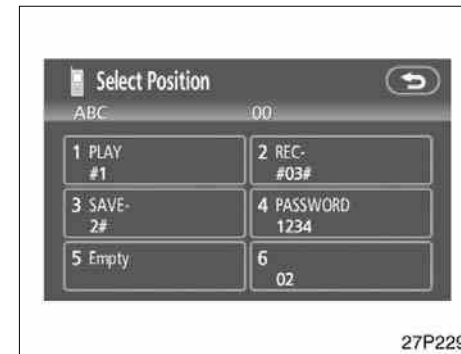 Select Position
ABC 00
1 PLAY
#1
2 REC-
#03#
3 SAVE-
2#
4 PASSWORD
1234
5 Empty
6
02
27P229